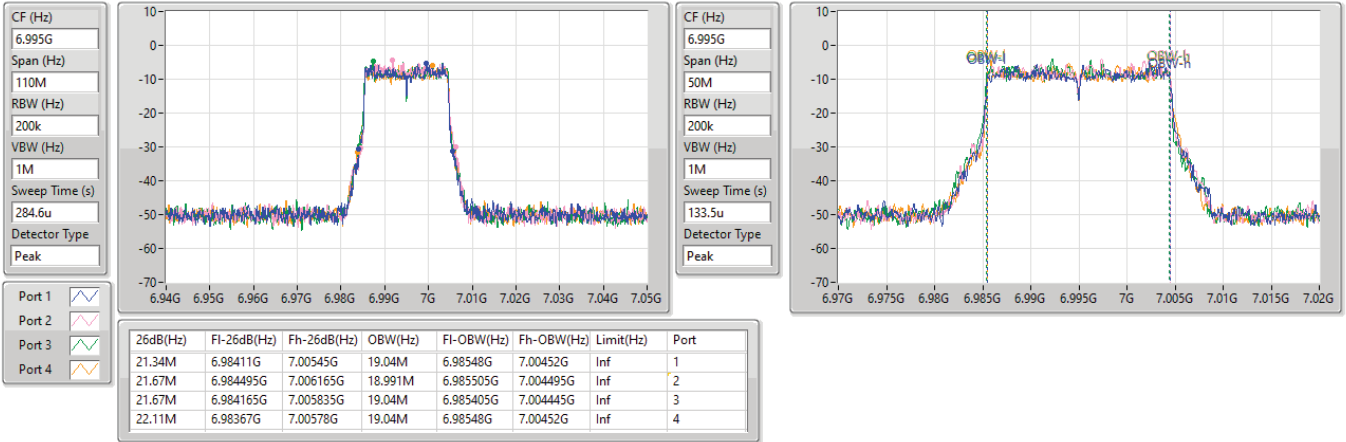 CF (Hz)
6.995G
Span (Hz)
110M
RBW (Hz)
200k
VBW (Hz)
1M
Sweep Time (s)
284.6u
Detector Type
Peak
10
0
-10
-20
-30
-40
-50
-60
-70
6.94G 6.95G 6.96G 6.97G 6.98G 6.99G 7G 7.01G 7.02G 7.03G 7.04G 7.05G
CF (Hz)
6.995G
Span (Hz)
50M
RBW (Hz)
200k
VBW (Hz)
1M
Sweep Time (s)
133.5u
Detector Type
Peak
10
0
-10
-20
-30
-40
-50
-60
-70
OBW-l OBW-h
6.97G 6.975G 6.98G 6.985G 6.99G 6.995G 7G 7.005G 7.01G 7.015G 7.02G
Port 1
Port 2
Port 3
Port 4
26dB(Hz) Fl-26dB(Hz) Fh-26dB(Hz) OBW(Hz) Fl-OBW(Hz) Fh-OBW(Hz) Limit(Hz) Port
21.34M 6.98411G 7.00545G 19.04M 6.98548G 7.00452G Inf 1
21.67M 6.984495G 7.006165G 18.991M 6.985505G 7.004495G Inf 2
21.67M 6.984165G 7.005835G 19.04M 6.985405G 7.004445G Inf 3
22.11M 6.98367G 7.00578G 19.04M 6.98548G 7.00452G Inf 4